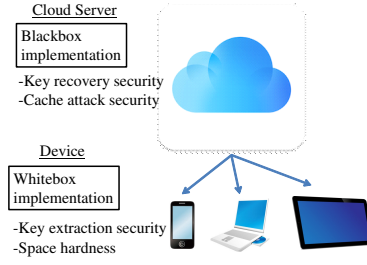 Cloud Server
Blackbox
implementation
-Key recovery security
-Cache attack security
Device
Whitebox
implementation
-Key extraction security
-Space hardness